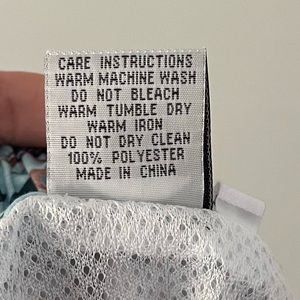 CARE INSTRUCTIONS
WARM MACHINE WASH
DO NOT BLEACH
WARM TUMBLE DRY
WARM IRON
DO NOT DRY CLEAN
100% POLYESTER
MADE IN CHINA